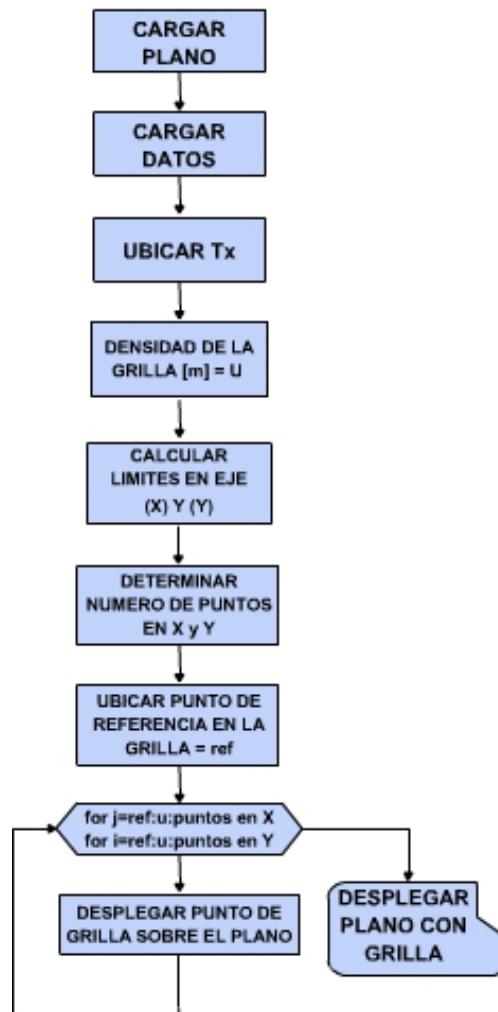 CARGAR
PLANO
CARGAR
DATOS
UBICAR Tx
DENSIDAD DE LA
GRILLA [m] = U
CALCULAR
LIMITES EN EJE
(X) Y (Y)
DETERMINAR
NUMERO DE PUNTOS
EN X y Y
UBICAR PUNTO DE
REFERENCIA EN LA
GRILLA = ref
for j=ref:u:puntos en X
for i=ref:u:puntos en Y
DESPLEGAR PUNTO DE
GRILLA SOBRE EL PLANO
DESPLEGAR
PLANO CON
GRILLA